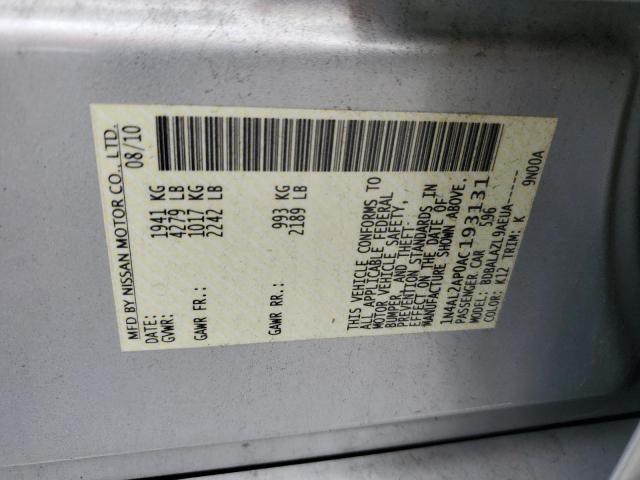 MFD BY NISSAN MOTOR CO., LTD.
DATE: 08/10
GVWR: 1941 KG
4279 LB
GAWR FR.: 1017 KG
2242 LB
GAWR RR.: 993 KG
2189 LB
THIS VEHICLE CONFORMS TO
ALL APPLICABLE FEDERAL
MOTOR VEHICLE SAFETY,
BUMPER, AND THEFT
PREVENTION STANDARDS IN
EFFECT ON THE DATE OF
MANUFACTURE SHOWN ABOVE.
1N4AL2AP0AC193131
PASSENGER CAR 596
MODEL: BDBALAZL9AEUA-----
COLOR: K12 TRIM: K 9N00A